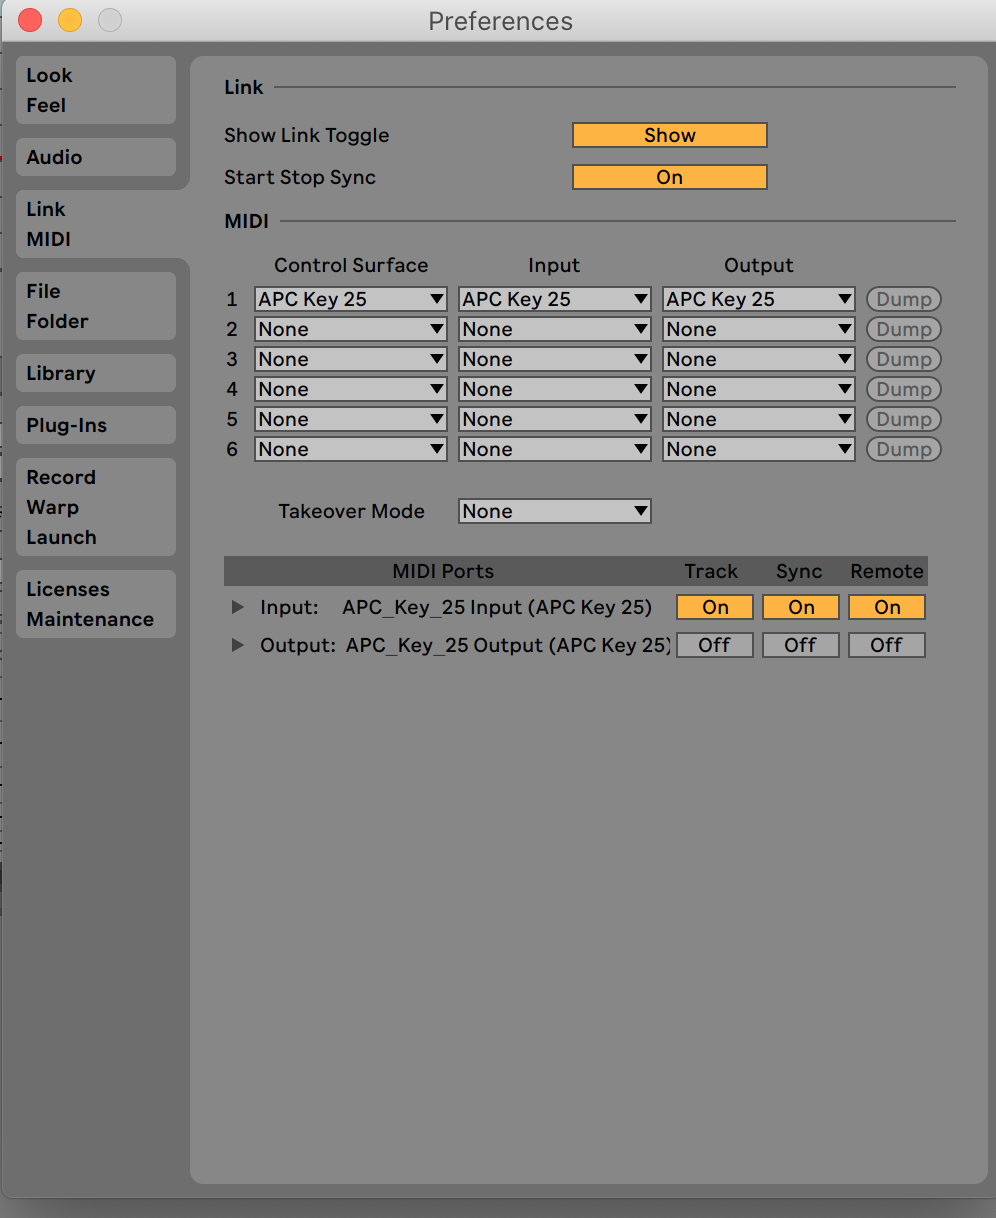 Preferences
Look
Feel
Audio
Link
MIDI
File
Folder
Library
Plug-Ins
Record
Warp
Launch
Licenses
Maintenance
Link
Show Link Toggle Show
Start Stop Sync On
MIDI
Control Surface Input Output
1 APC Key 25 APC Key 25 APC Key 25 Dump
2 None None None Dump
3 None None None Dump
4 None None None Dump
5 None None None Dump
6 None None None Dump
Takeover Mode None
MIDI Ports Track Sync Remote
Input: APC_Key_25 Input (APC Key 25) On On On
Output: APC_Key_25 Output (APC Key 25) Off Off Off